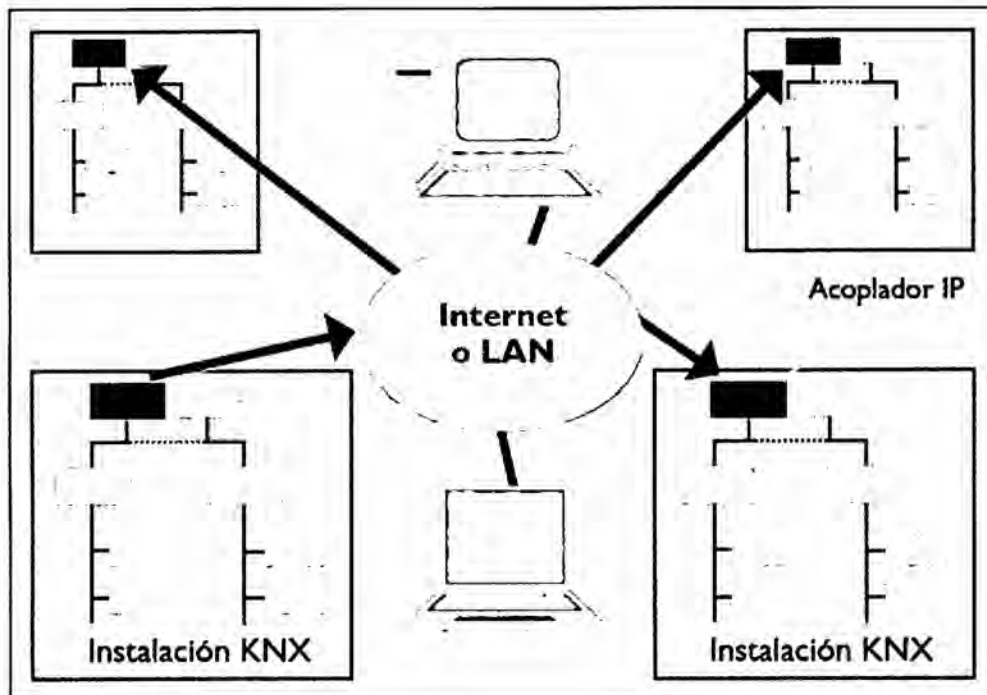 Acoplador IP
Internet
o LAN
Instalación KNX
Instalación KNX